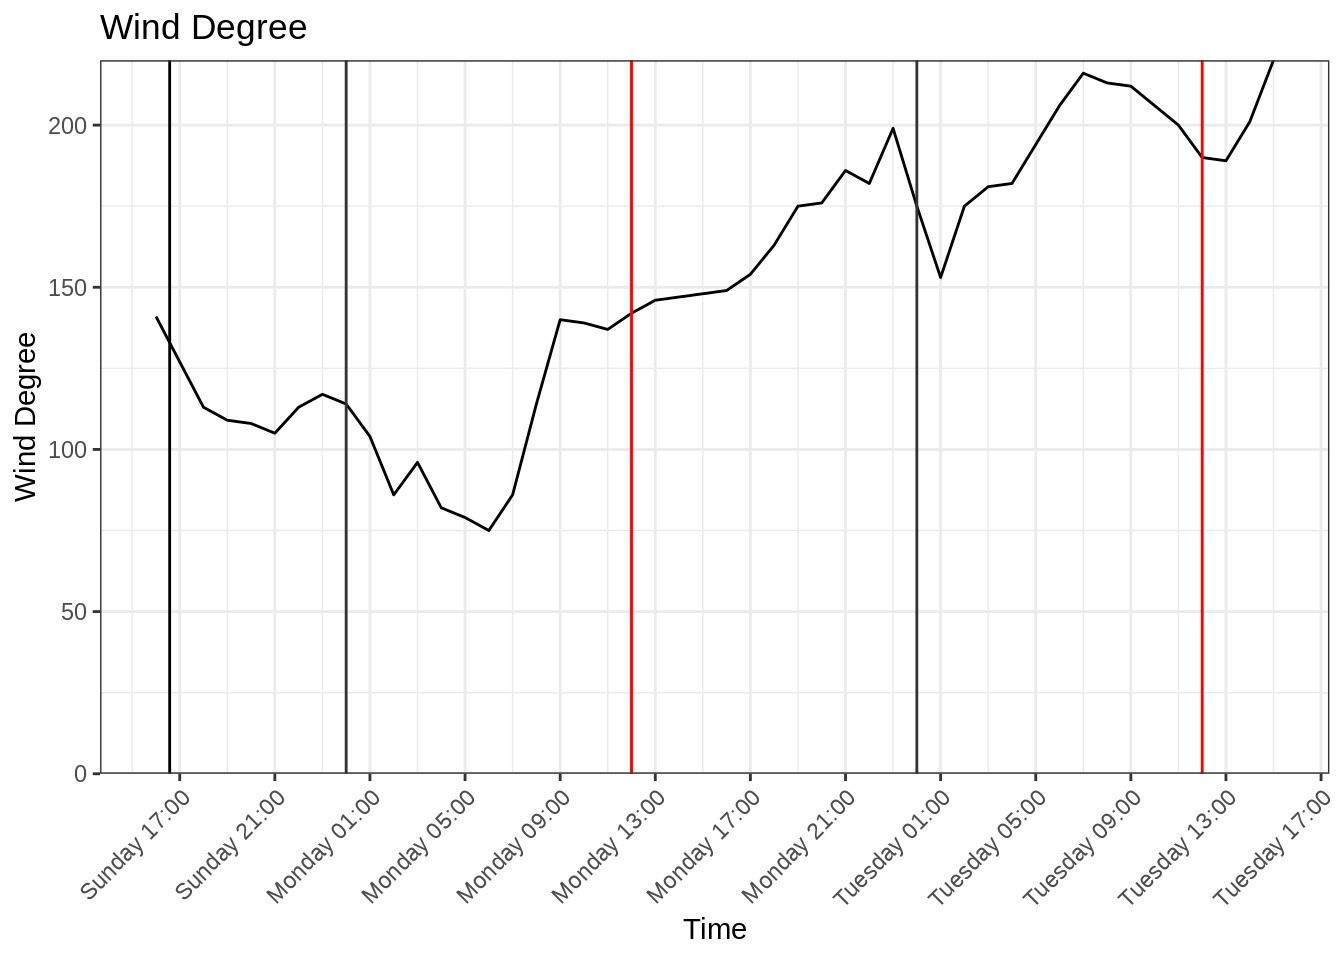 Wind Degree
Wind Degree
200
150
100
50
0
Sunday 17:00
Sunday 21:00
Monday 01:00
Monday 05:00
Monday 09:00
Monday 13:00
Monday 17:00
Monday 21:00
Tuesday 01:00
Tuesday 05:00
Tuesday 09:00
Tuesday 13:00
Tuesday 17:00
Time